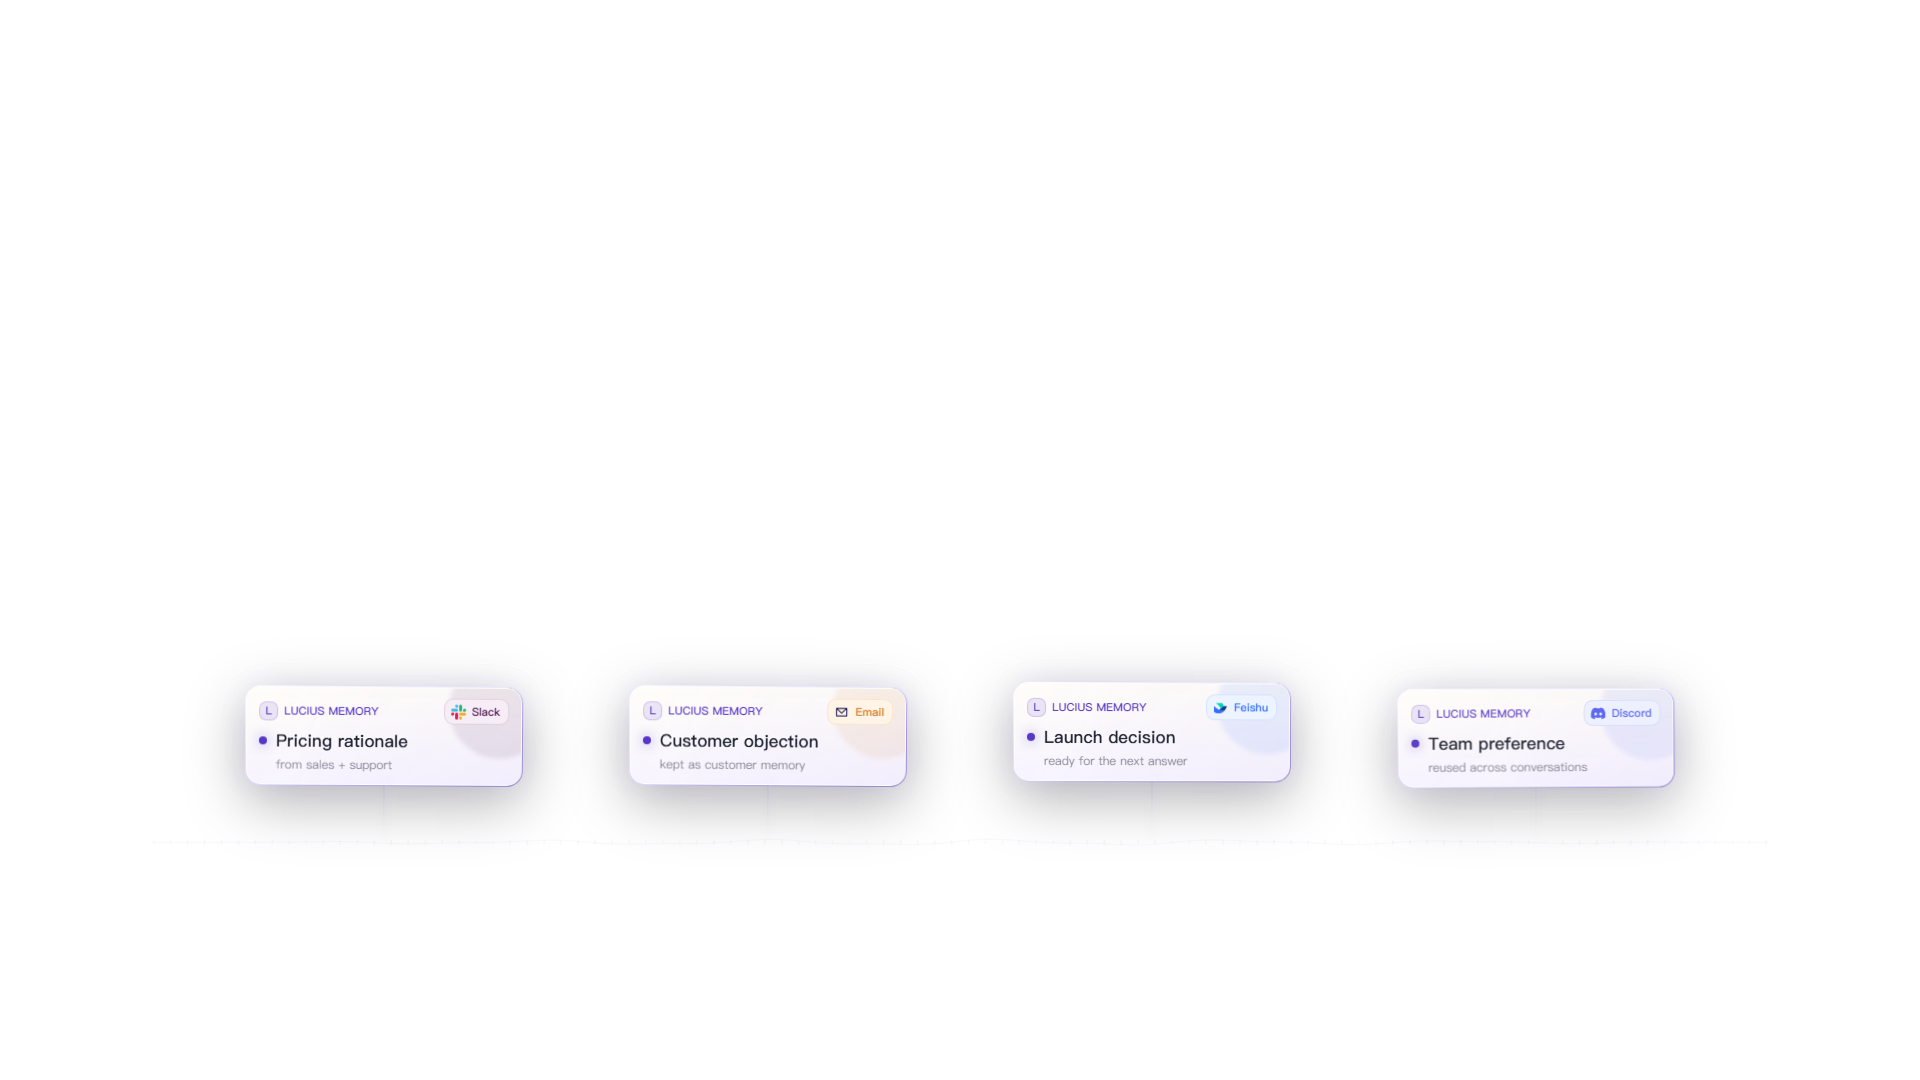 L LUCIUS MEMORY Slack
Pricing rationale
from sales + support
L LUCIUS MEMORY Email
Customer objection
kept as customer memory
L LUCIUS MEMORY Feishu
Launch decision
ready for the next answer
L LUCIUS MEMORY Discord
Team preference
reused across conversations